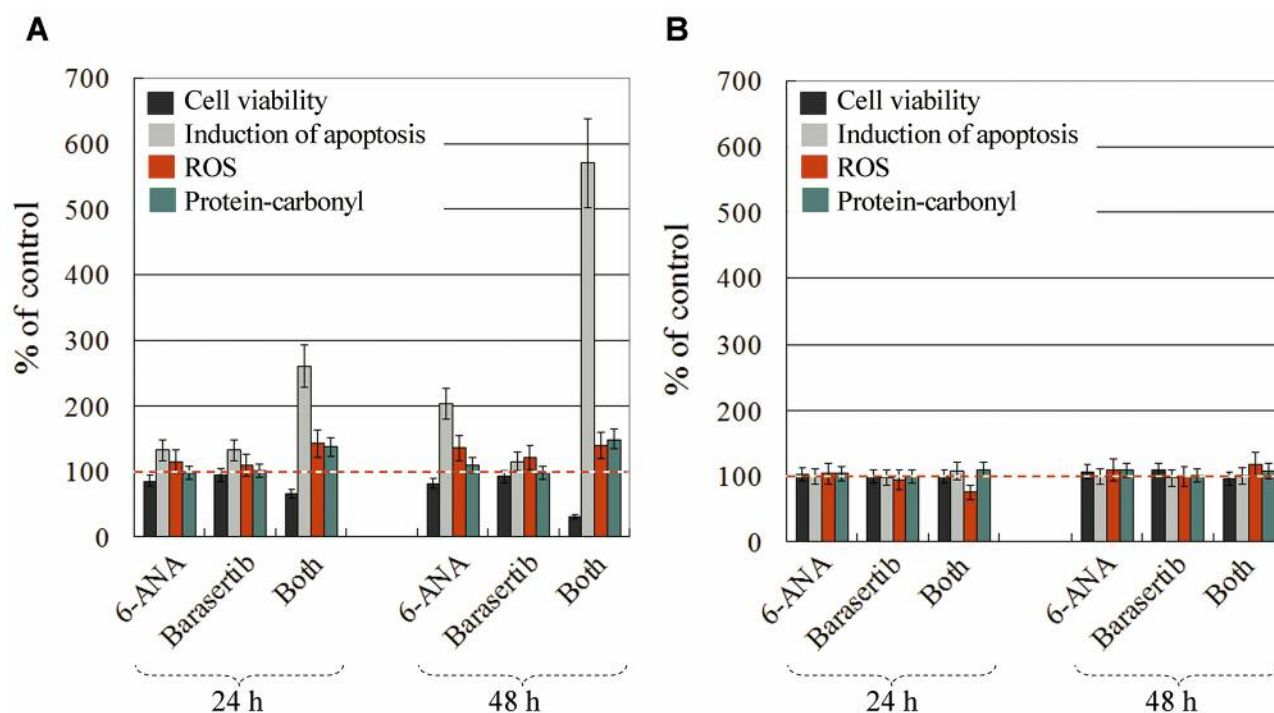 A
700
600
500
400
300
200
100
0
% of control
Cell viability
Induction of apoptosis
ROS
Protein-carbonyl
6-ANA
Barasertib
Both
6-ANA
Barasertib
Both
24 h
48 h
B
700
600
500
400
300
200
100
0
% of control
Cell viability
Induction of apoptosis
ROS
Protein-carbonyl
6-ANA
Barasertib
Both
6-ANA
Barasertib
Both
24 h
48 h